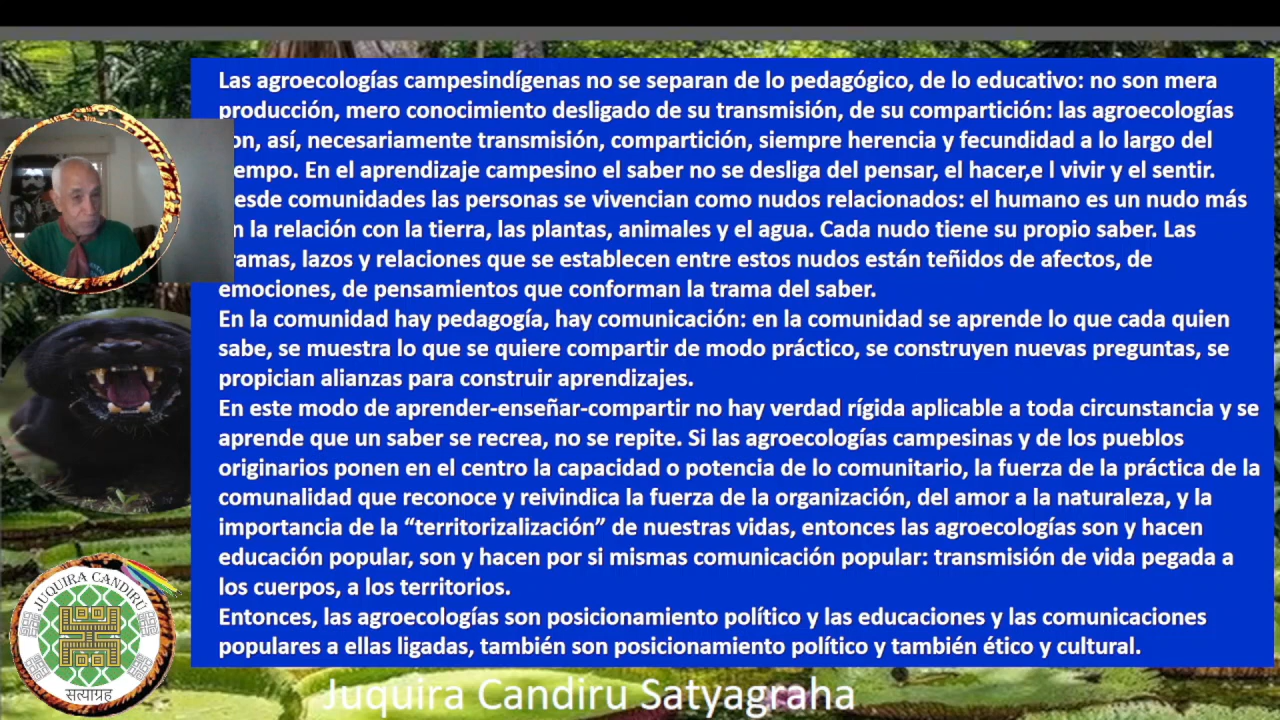 Las agroecologías campesindígenas no se separan de lo pedagógico, de lo educativo: no son mera
producción, mero conocimiento desligado de su transmisión, de su compartición: las agroecologías
on, así, necesariamente transmisión, compartición, siempre herencia y fecundidad a lo largo del
empo. En el aprendizaje campesino el saber no se desliga del pensar, el hacer,e l vivir y el sentir.
esde comunidades las personas se vivencian como nudos relacionados: el humano es un nudo más
n la relación con la tierra, las plantas, animales y el agua. Cada nudo tiene su propio saber. Las
ramas, lazos y relaciones que se establecen entre estos nudos están teñidos de afectos, de
emociones, de pensamientos que conforman la trama del saber.
En la comunidad hay pedagogía, hay comunicación: en la comunidad se aprende lo que cada quien
sabe, se muestra lo que se quiere compartir de modo práctico, se construyen nuevas preguntas, se
propician alianzas para construir aprendizajes.
En este modo de aprender-enseñar-compartir no hay verdad rígida aplicable a toda circunstancia y se
aprende que un saber se recrea, no se repite. Si las agroecologías campesinas y de los pueblos
originarios ponen en el centro la capacidad o potencia de lo comunitario, la fuerza de la práctica de la
comunalidad que reconoce y reivindica la fuerza de la organización, del amor a la naturaleza, y la
importancia de la “territorizalización” de nuestras vidas, entonces las agroecologías son y hacen
educación popular, son y hacen por si mismas comunicación popular: transmisión de vida pegada a
los cuerpos, a los territorios.
Entonces, las agroecologías son posicionamiento político y las educaciones y las comunicaciones
populares a ellas ligadas, también son posicionamiento político y también ético y cultural.
JUQUIRA CANDIRU
सत्याग्रह
Juquira Candiru Satyagraha